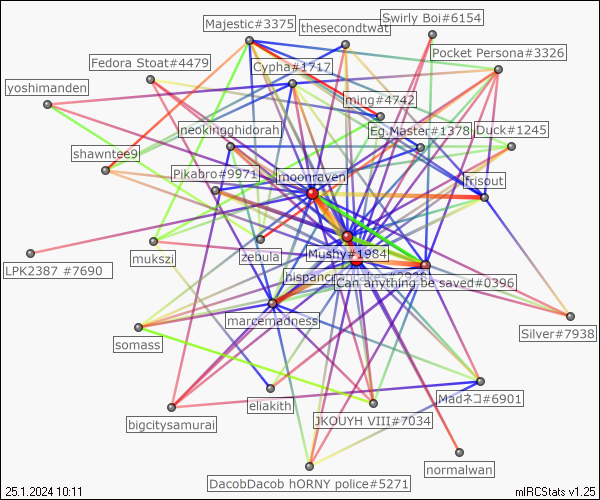 Swirly Boi#6154
Majestic#3375
thesecondtwat
Pocket Persona#3326
Fedora Stoat#4479
Cypha#1717
yoshimanden
ming#4742
neokingghidorah
Eg.Master#1378
Duck#1245
shawntee9
Pikabro#9971
moonraven
frisout
Mushy#1984
mukszi
zebula
LPK2387 #7690
Can anything be saved#0396
marcemadness
somass
Silver#7938
eliakith
Madネコ#6901
bigcitysamurai
JKOUYH VIII#7034
normalwan
DacobDacob hORNY police#5271
25.1.2024 10:11
mIRCStats v1.25